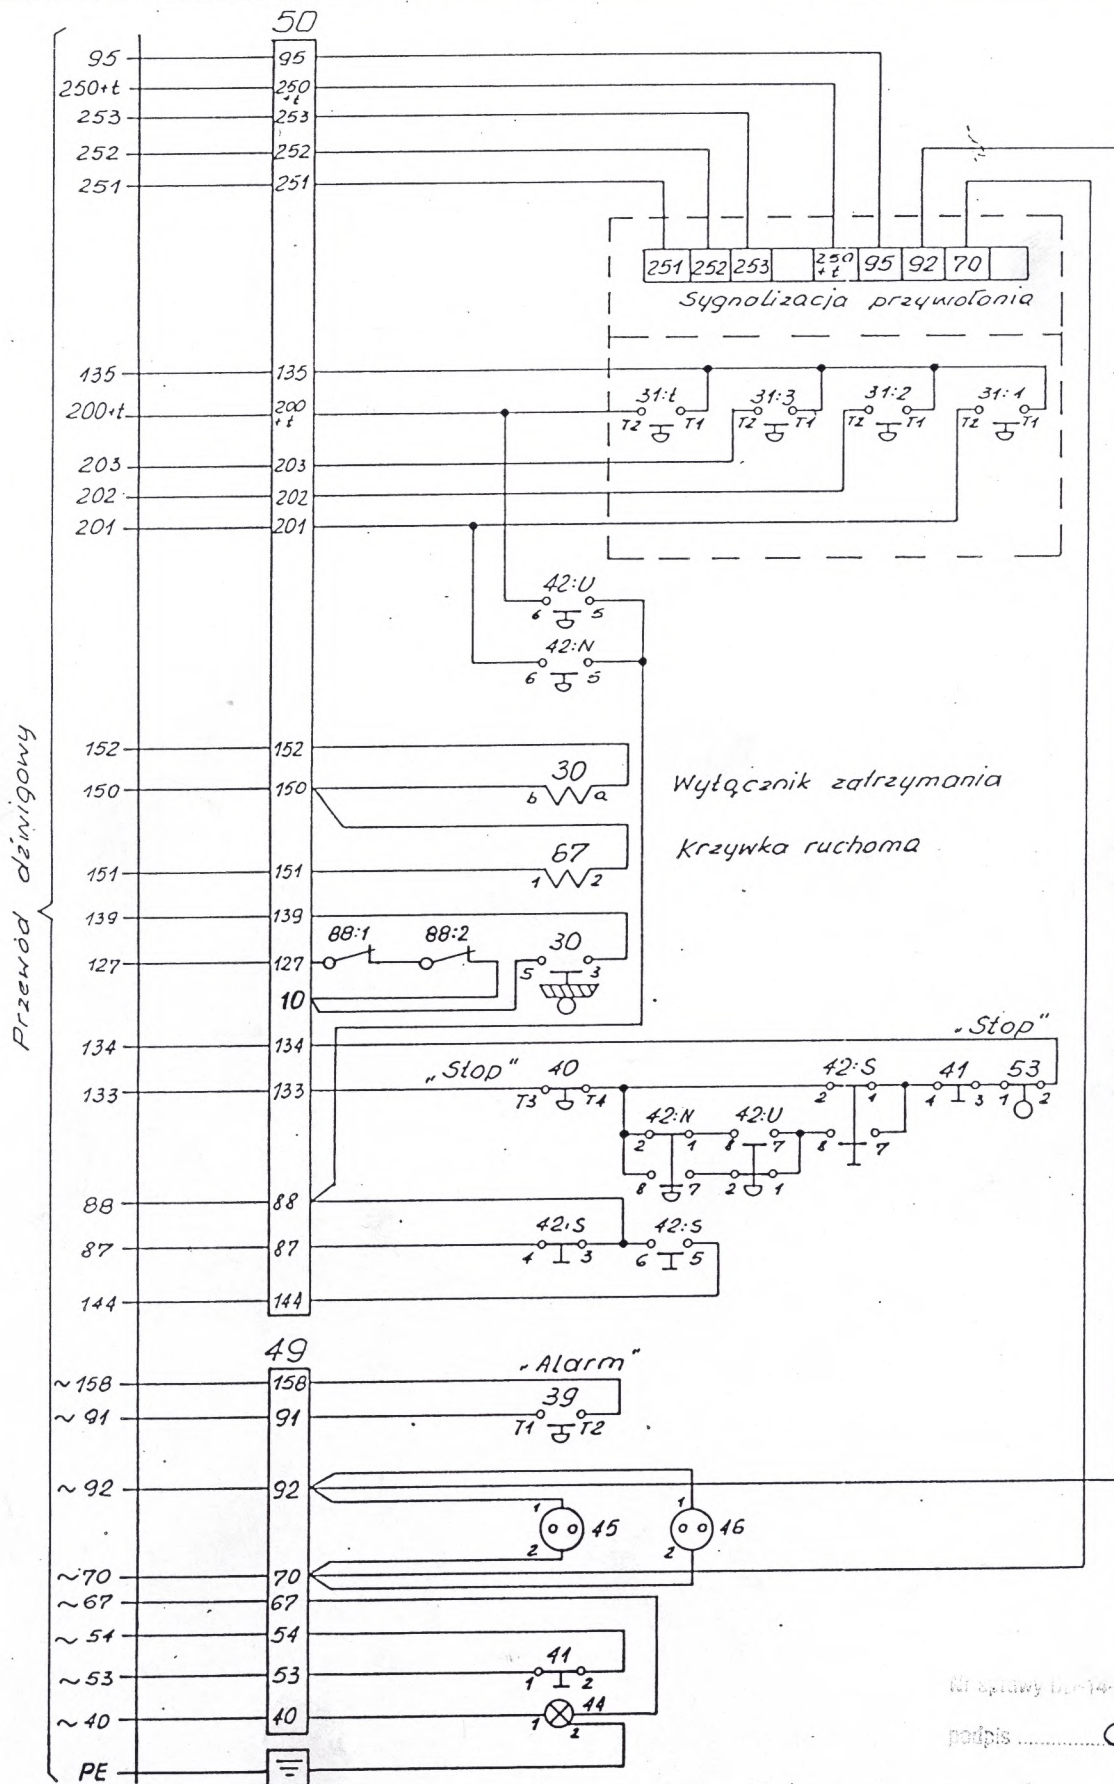 50
95 95
250+t 250 +t
253 253
252 252
251 251
251 252 253 250 +t 95 92 70
Sygnalizacja przywołania
135 135
31:t 31:3 31:2 31:1
200+t 200 +t T2 T1 T2 T1 T2 T1 T2 T1
203 203
202 202
201 201
42:U
6 5
42:N
6 5
Przewód dźwigowy
152 152
30 Wyłącznik zatrzymania
150 150 b a
67 Krzywka ruchoma
151 151 1 2
139 139
88:1 88:2 30
127 127 5 3
10
134 134 „Stop"
„Stop" 40 42:S 41 53
133 133 T3 T4 2 1 4 3 1 2
42:N 42:U
2 1 8 7 8 7
8 7 2 1
88 88
42:S 42:S
87 87 4 3 6 5
144 144
49
„Alarm"
~158 158
39
~91 91 T1 T2
~92 92
1 1
45 46
2 2
~70 70
~67 67
~54 54
41
~53 53 1 2
44
~40 40 1 2
PE
Nr sprawy
podpis